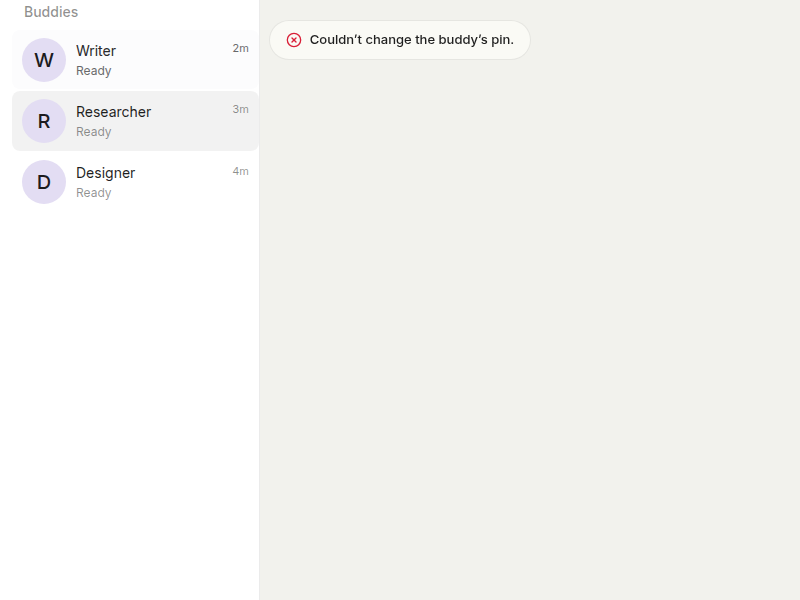 Buddies
W
Writer
2m
Ready
R
Researcher
3m
Ready
D
Designer
4m
Ready
Couldn’t change the buddy’s pin.